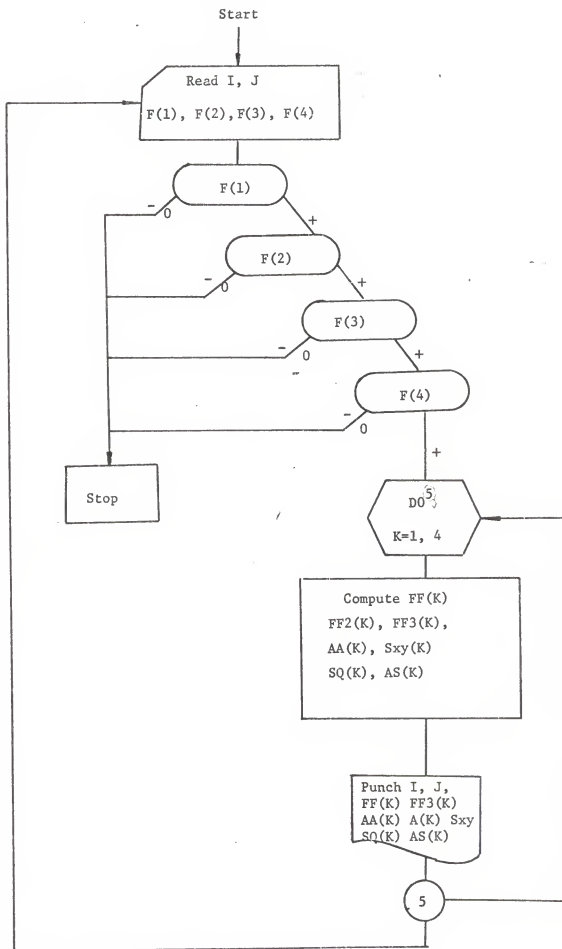 Start
Read I, J
F(1), F(2),F(3), F(4)
F(1)
- 0
+
F(2)
- 0
+
F(3)
- 0
+
F(4)
- 0
+
Stop
DO 5
K=1, 4
Compute FF(K)
FF2(K), FF3(K),
AA(K), Sxy(K)
SQ(K), AS(K)
Punch I, J,
FF(K) FF3(K)
AA(K) A(K) Sxy
SQ(K) AS(K)
5